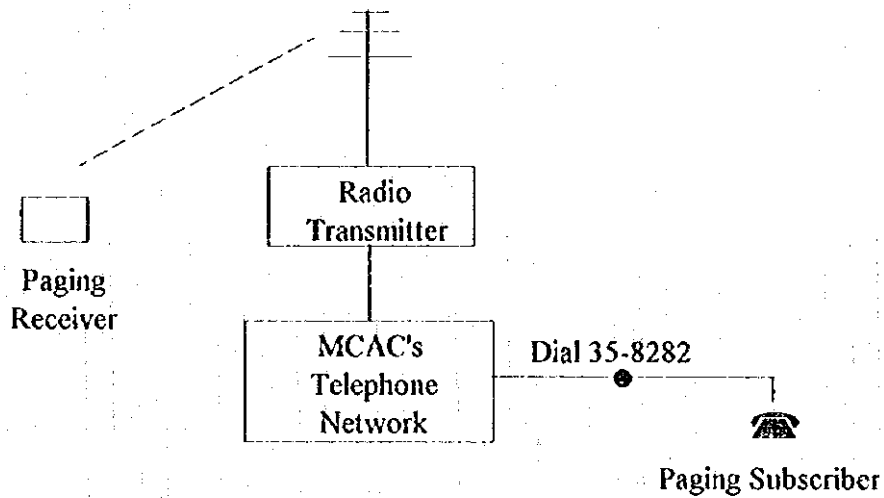 Radio
Transmitter
Paging
Receiver
MCAC's
Telephone
Network
Dial 35-8282
Paging Subscriber